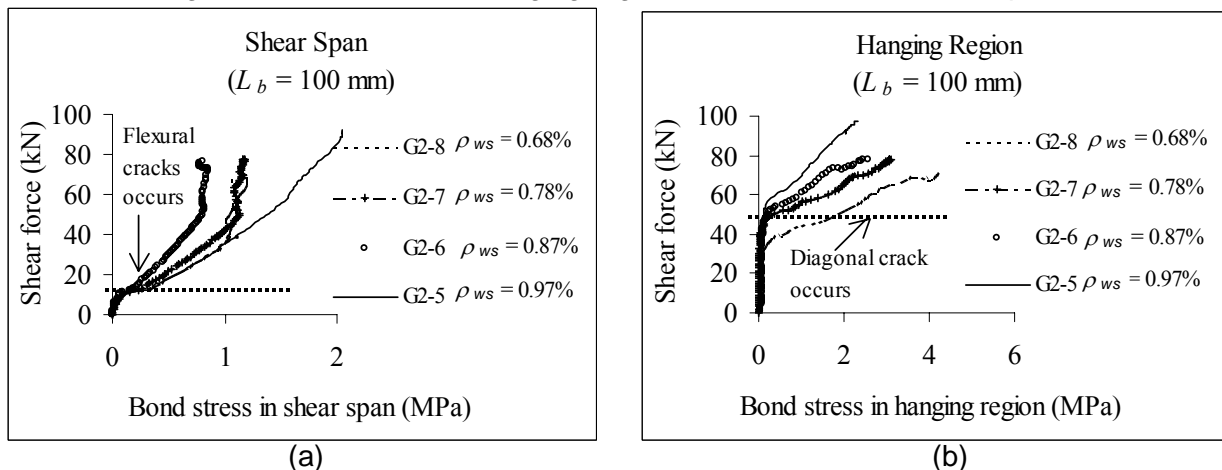 Shear Span
(L b = 100 mm)
Shear force (kN)
100
80
60
40
20
0
Flexural
cracks
occurs
G2-8 ρ ws = 0.68%
G2-7 ρ ws = 0.78%
G2-6 ρ ws = 0.87%
G2-5 ρ ws = 0.97%
0 1 2
Bond stress in shear span (MPa)
(a)
Hanging Region
(L b = 100 mm)
Shear force (kN)
100
80
60
40
20
0
G2-8 ρ ws = 0.68%
G2-7 ρ ws = 0.78%
G2-6 ρ ws = 0.87%
G2-5 ρ ws = 0.97%
Diagonal crack
occurs
0 2 4 6
Bond stress in hanging region (MPa)
(b)